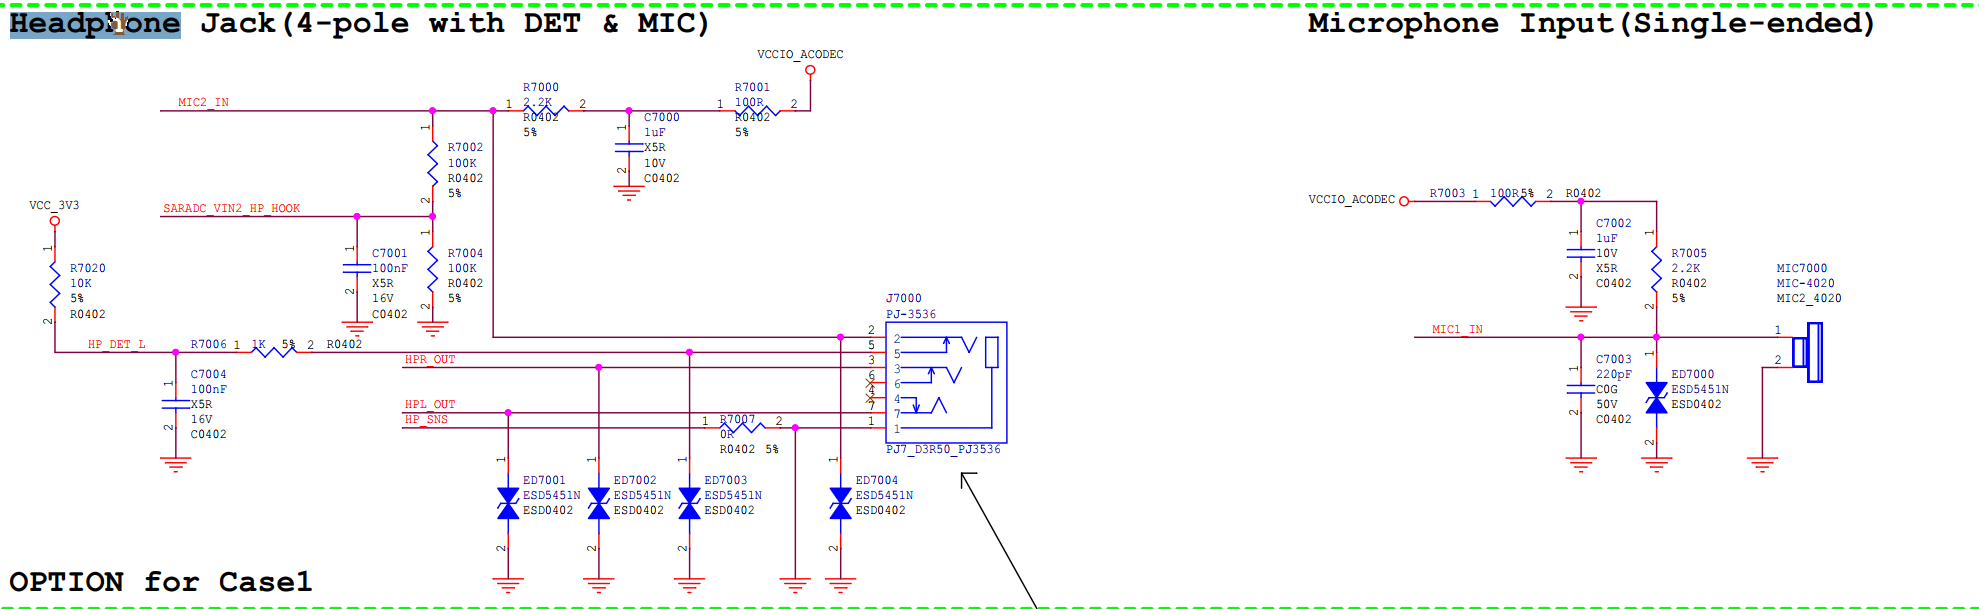 Headphone Jack(4-pole with DET & MIC)
Microphone Input(Single-ended)
VCCIO_ACODEC
MIC2_IN
1
R7000
2.2K
R0402
5%
2
1
R7001
100R
R0402
5%
2
C7000
1uF
X5R
10V
C0402
1
2
1
R7002
100K
R0402
5%
2
SARADC_VIN2_HP_HOOK
VCC_3V3
1
R7020
10K
5%
R0402
2
1
C7001
100nF
X5R
16V
C0402
2
1
R7004
100K
R0402
5%
2
HP_DET_L
R7006
1
1K
5%
2
R0402
1
C7004
100nF
X5R
16V
C0402
2
HPR_OUT
HPL_OUT
HP_SNS
1
R7007
0R
R0402 5%
2
J7000
PJ-3536
2
5
3
6
4
7
1
2
5
3
6
4
7
1
PJ7_D3R50_PJ3536
1
ED7001
ESD5451N
ESD0402
2
1
ED7002
ESD5451N
ESD0402
2
1
ED7003
ESD5451N
ESD0402
2
1
ED7004
ESD5451N
ESD0402
2
VCCIO_ACODEC
R7003
1
100R5%
2
R0402
1
C7002
1uF
10V
X5R
C0402
2
1
R7005
2.2K
R0402
5%
2
MIC7000
MIC-4020
MIC2_4020
1
2
MIC1_IN
1
C7003
220pF
C0G
50V
C0402
2
1
ED7000
ESD5451N
ESD0402
2
OPTION for Case1